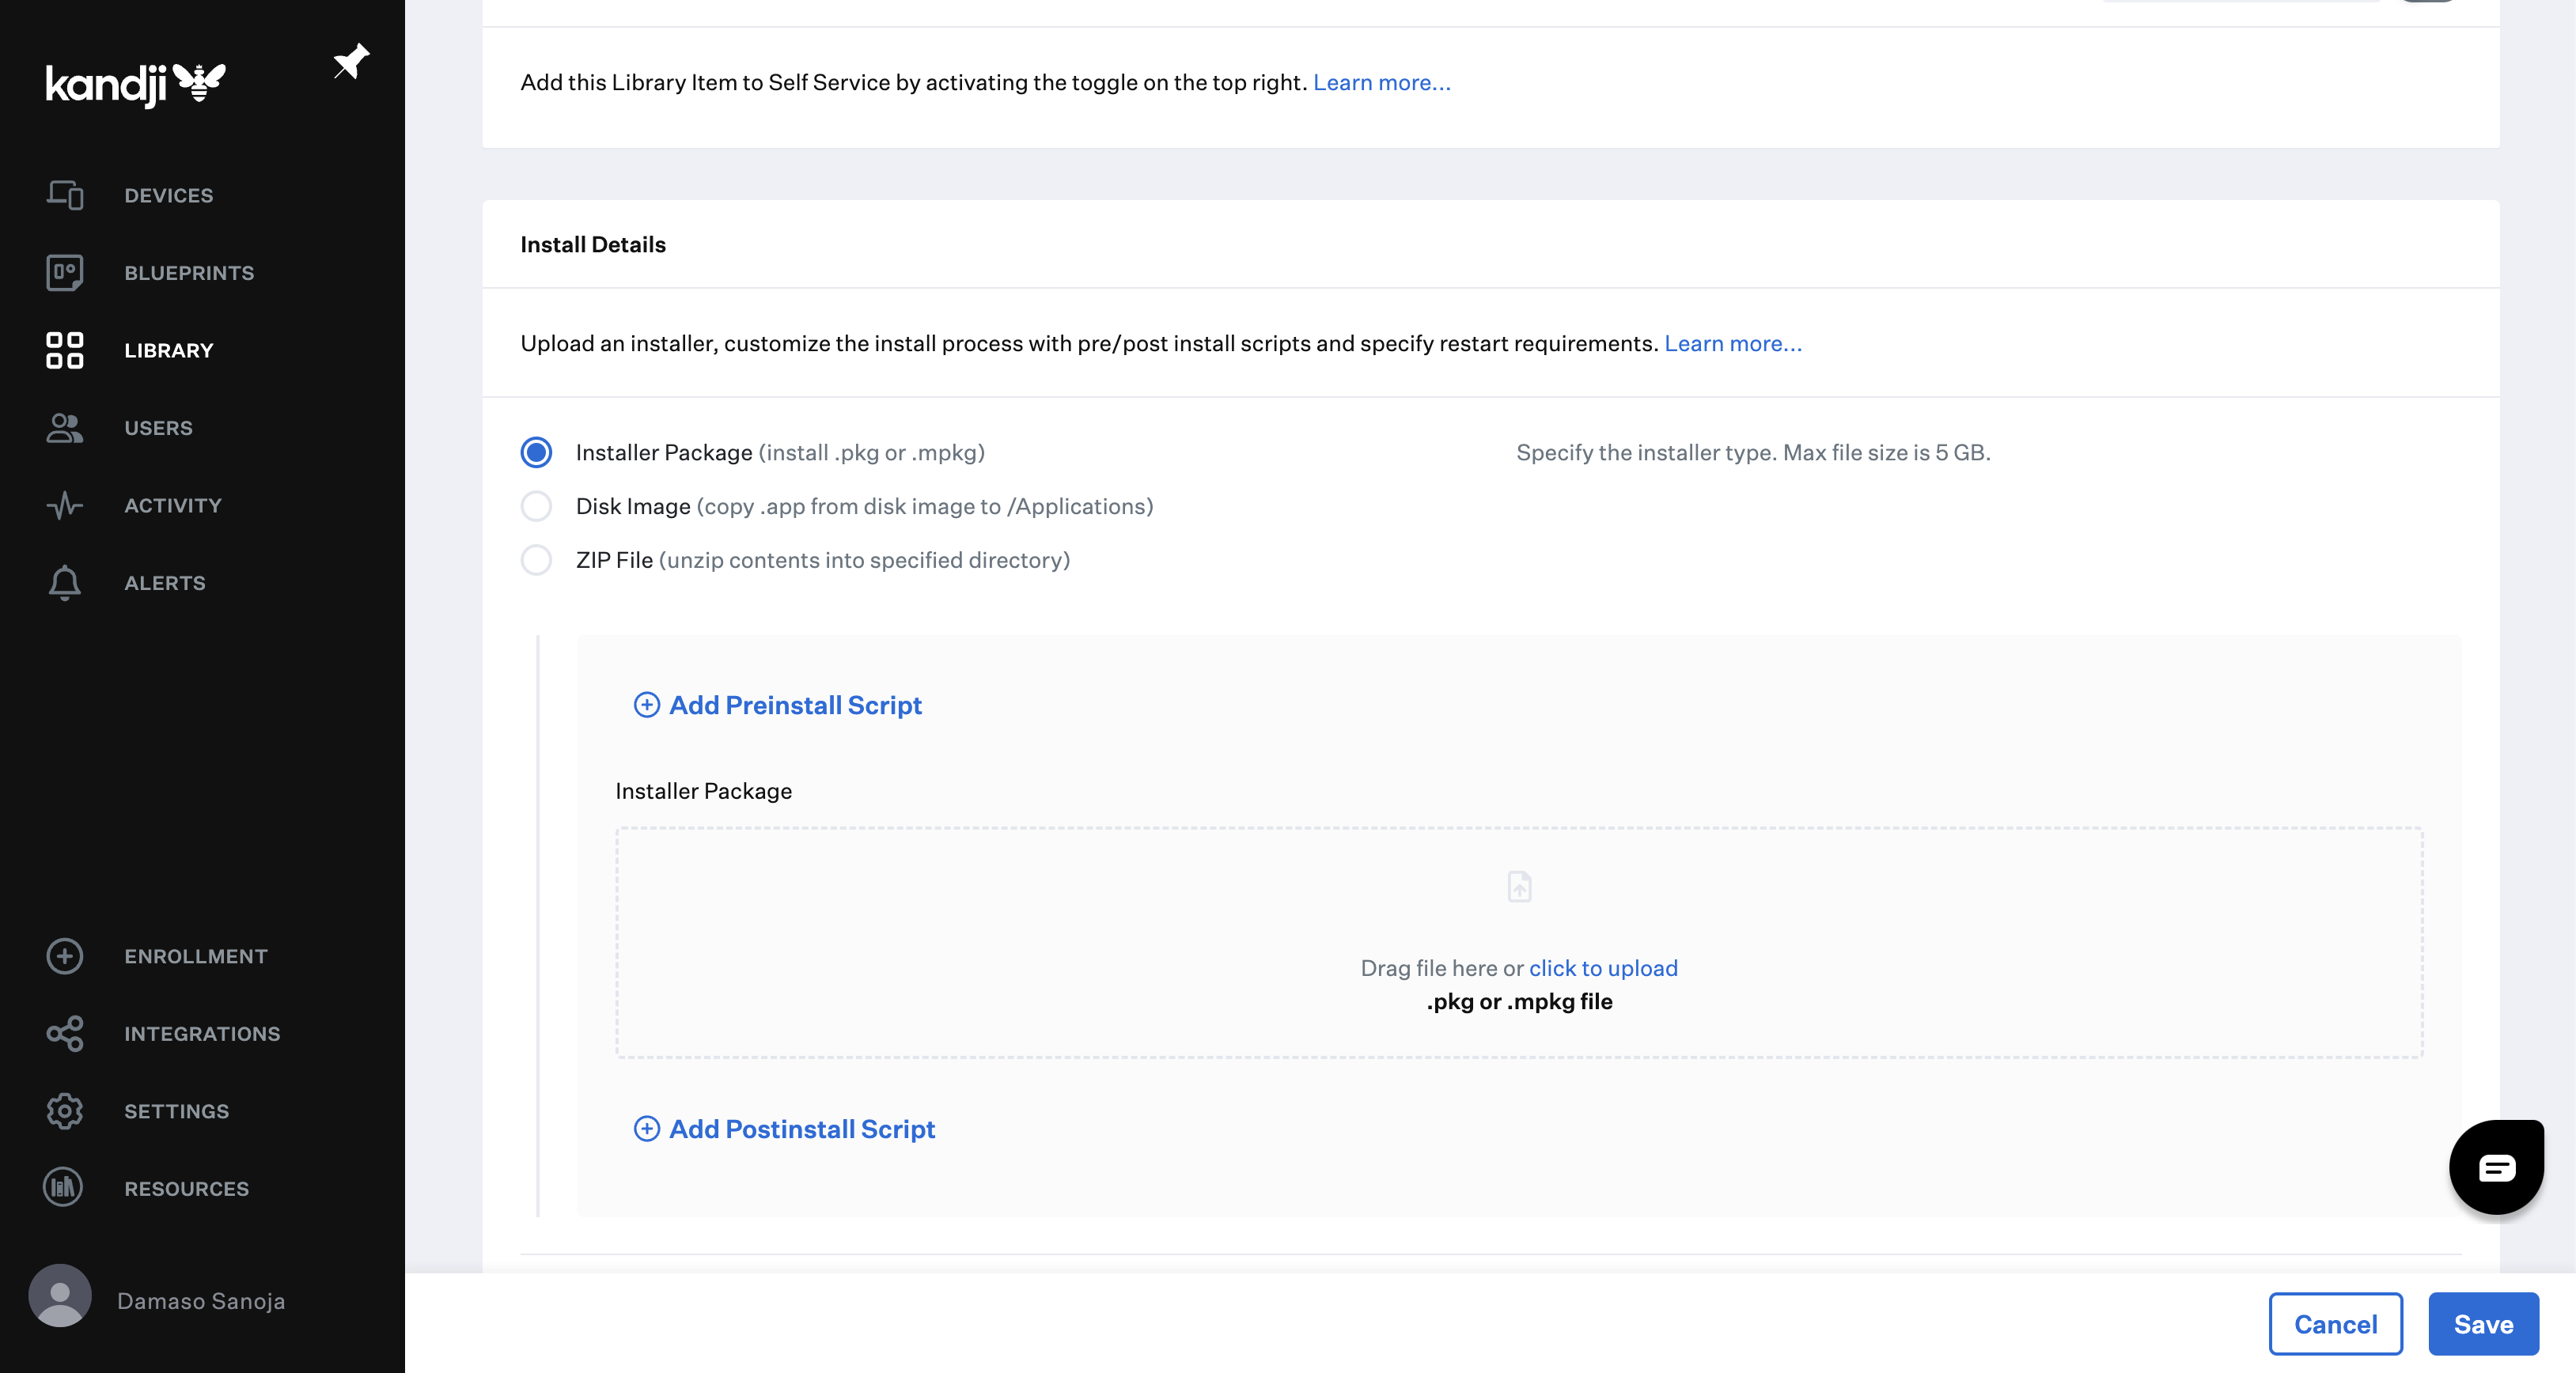 kandji
DEVICES
BLUEPRINTS
LIBRARY
USERS
ACTIVITY
ALERTS
ENROLLMENT
INTEGRATIONS
SETTINGS
RESOURCES
Damaso Sanoja
Add this Library Item to Self Service by activating the toggle on the top right. Learn more...
Install Details
Upload an installer, customize the install process with pre/post install scripts and specify restart requirements. Learn more...
Installer Package (install .pkg or .mpkg)
Specify the installer type. Max file size is 5 GB.
Disk Image (copy .app from disk image to /Applications)
ZIP File (unzip contents into specified directory)
Add Preinstall Script
Installer Package
Drag file here or click to upload
.pkg or .mpkg file
Add Postinstall Script
Cancel
Save